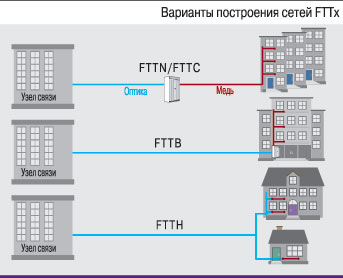 Варианты построения сетей FTTx
FTTN/FTTC
Оптика
Медь
Узел связи
FTTB
Узел связи
FTTH
Узел связи